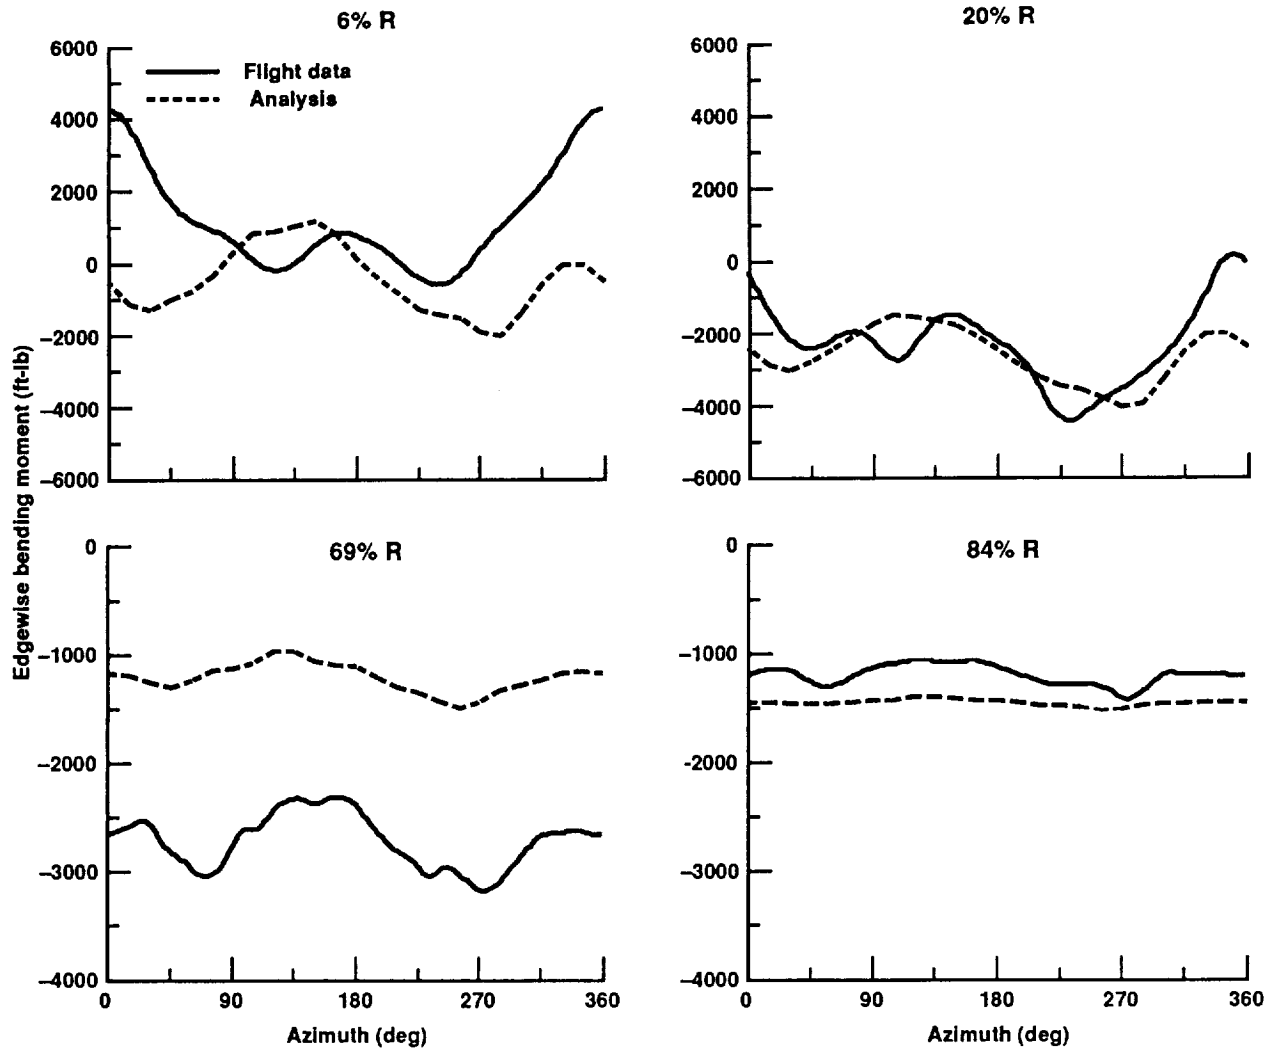 6% R
6000
4000
2000
0
–2000
–4000
–6000
Flight data
Analysis
20% R
6000
4000
2000
0
–2000
–4000
–6000
Edgewise bending moment (ft-lb)
69% R
0
–1000
–2000
–3000
–4000
0 90 180 270 360
Azimuth (deg)
84% R
0
–1000
-2000
–3000
–4000
0 90 180 270 360
Azimuth (deg)